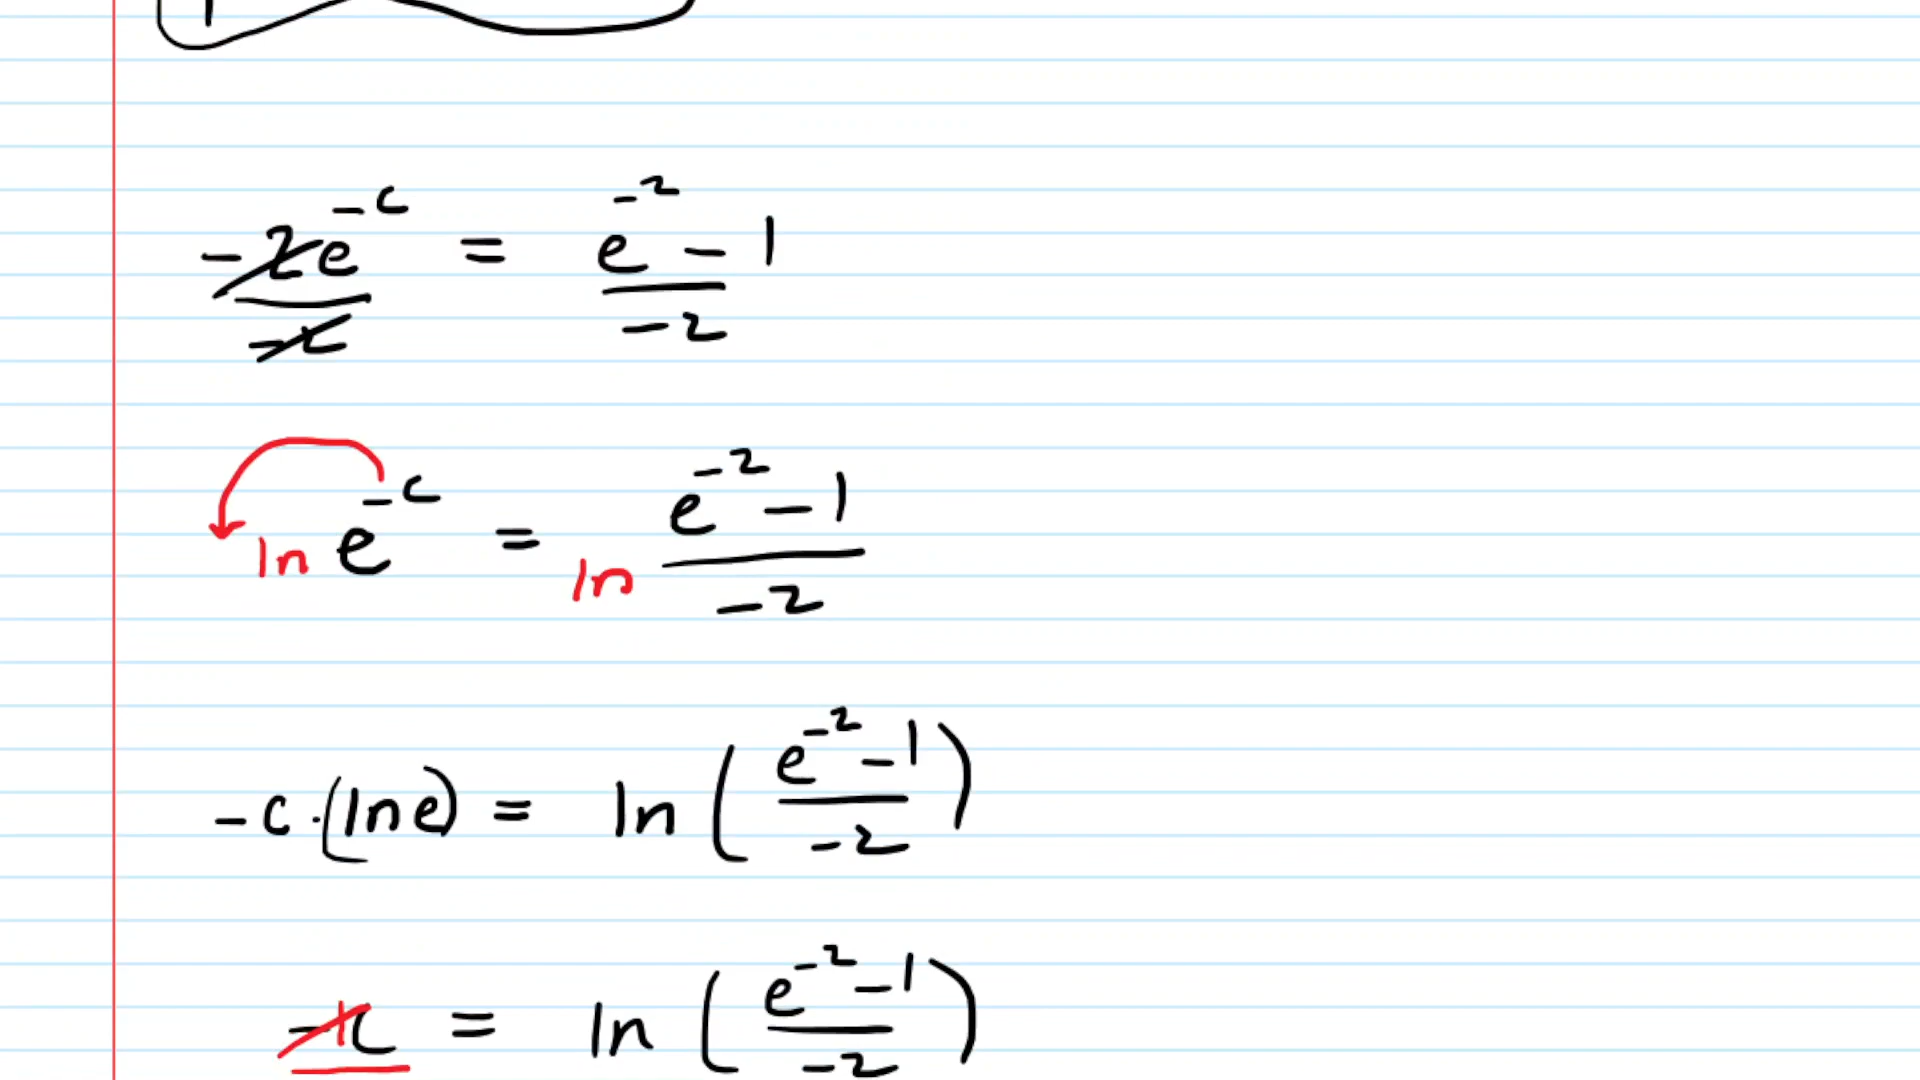 -2e^{-c} / -2 = e^{-2} - 1 / -2
ln e^{-c} = ln (e^{-2} - 1) / -2
-c · (ln e) = ln ( (e^{-2} - 1) / -2 )
-1c = ln ( (e^{-2} - 1) / -2 )